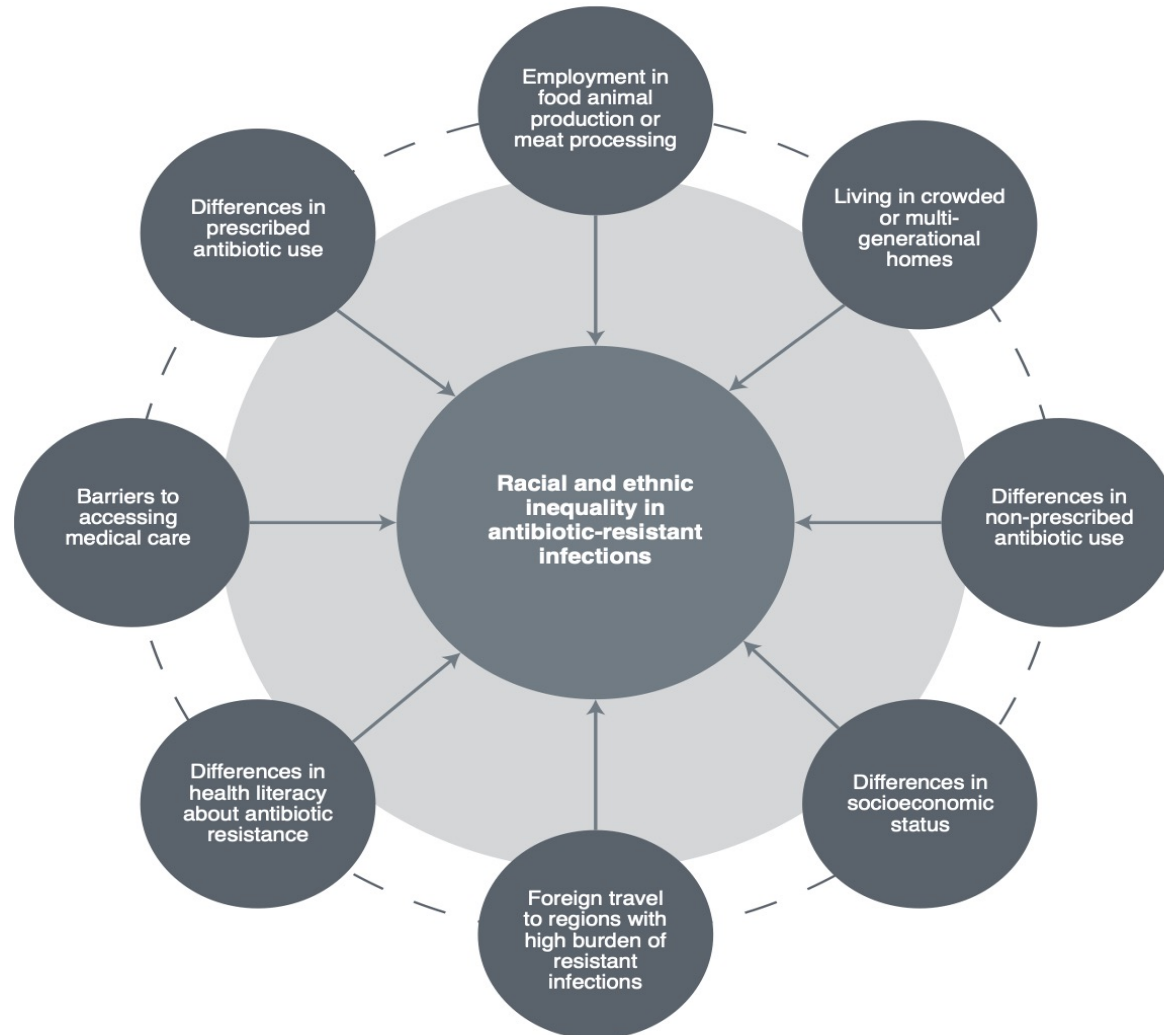 Employment in
food animal
production or
meat processing
Differences in
prescribed
antibiotic use
Living in crowded
or multi-
generational
homes
Barriers to
accessing
medical care
Racial and ethnic
inequality in
antibiotic-resistant
infections
Differences in
non-prescribed
antibiotic use
Differences in
health literacy
about antibiotic
resistance
Differences in
socioeconomic
status
Foreign travel
to regions with
high burden of
resistant
infections